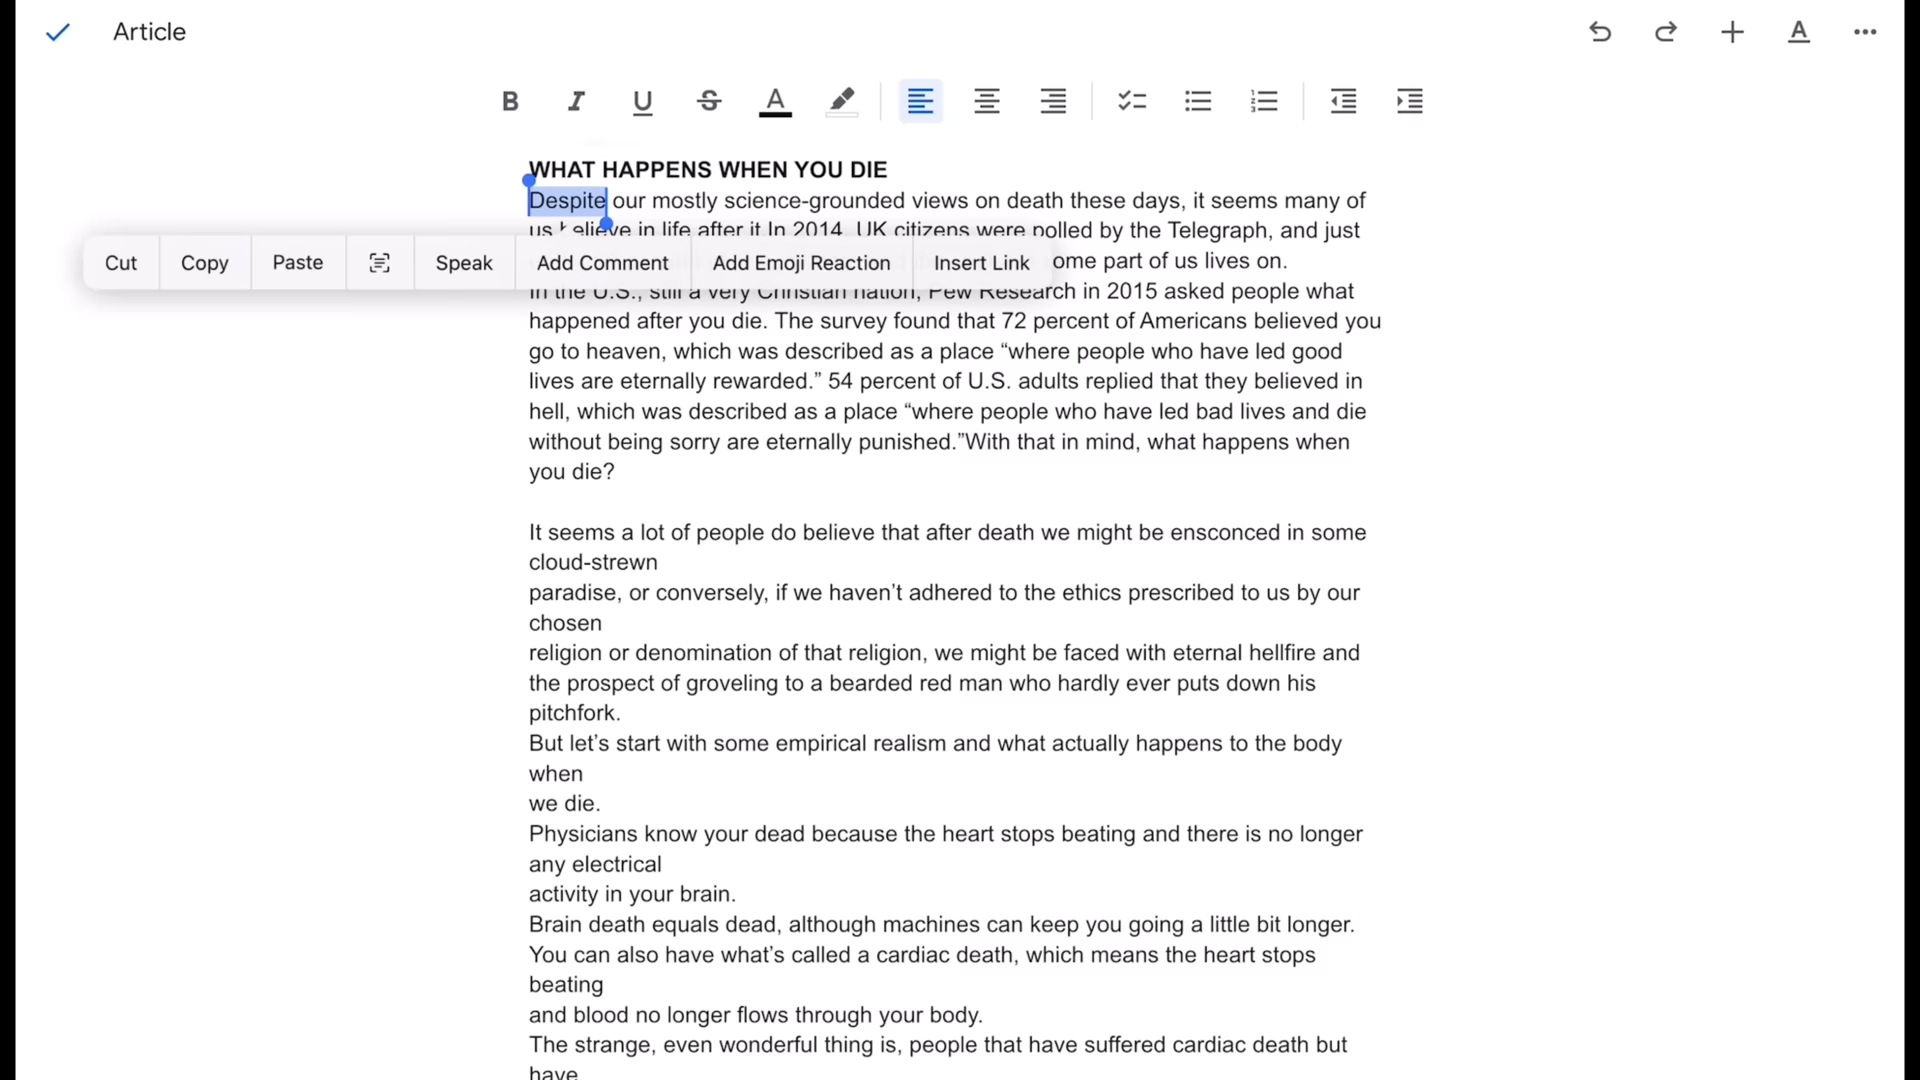 Article
B I U S A
WHAT HAPPENS WHEN YOU DIE
Despite our mostly science-grounded views on death these days, it seems many of
us believe in life after it In 2014, UK citizens were polled by the Telegraph, and just
Cut Copy Paste Speak Add Comment Add Emoji Reaction Insert Link
ome part of us lives on.
In the U.S., still a very Christian nation, Pew Research in 2015 asked people what
happened after you die. The survey found that 72 percent of Americans believed you
go to heaven, which was described as a place “where people who have led good
lives are eternally rewarded.” 54 percent of U.S. adults replied that they believed in
hell, which was described as a place “where people who have led bad lives and die
without being sorry are eternally punished.”With that in mind, what happens when
you die?
It seems a lot of people do believe that after death we might be ensconced in some
cloud-strewn
paradise, or conversely, if we haven’t adhered to the ethics prescribed to us by our
chosen
religion or denomination of that religion, we might be faced with eternal hellfire and
the prospect of groveling to a bearded red man who hardly ever puts down his
pitchfork.
But let’s start with some empirical realism and what actually happens to the body
when
we die.
Physicians know your dead because the heart stops beating and there is no longer
any electrical
activity in your brain.
Brain death equals dead, although machines can keep you going a little bit longer.
You can also have what’s called a cardiac death, which means the heart stops
beating
and blood no longer flows through your body.
The strange, even wonderful thing is, people that have suffered cardiac death but
have